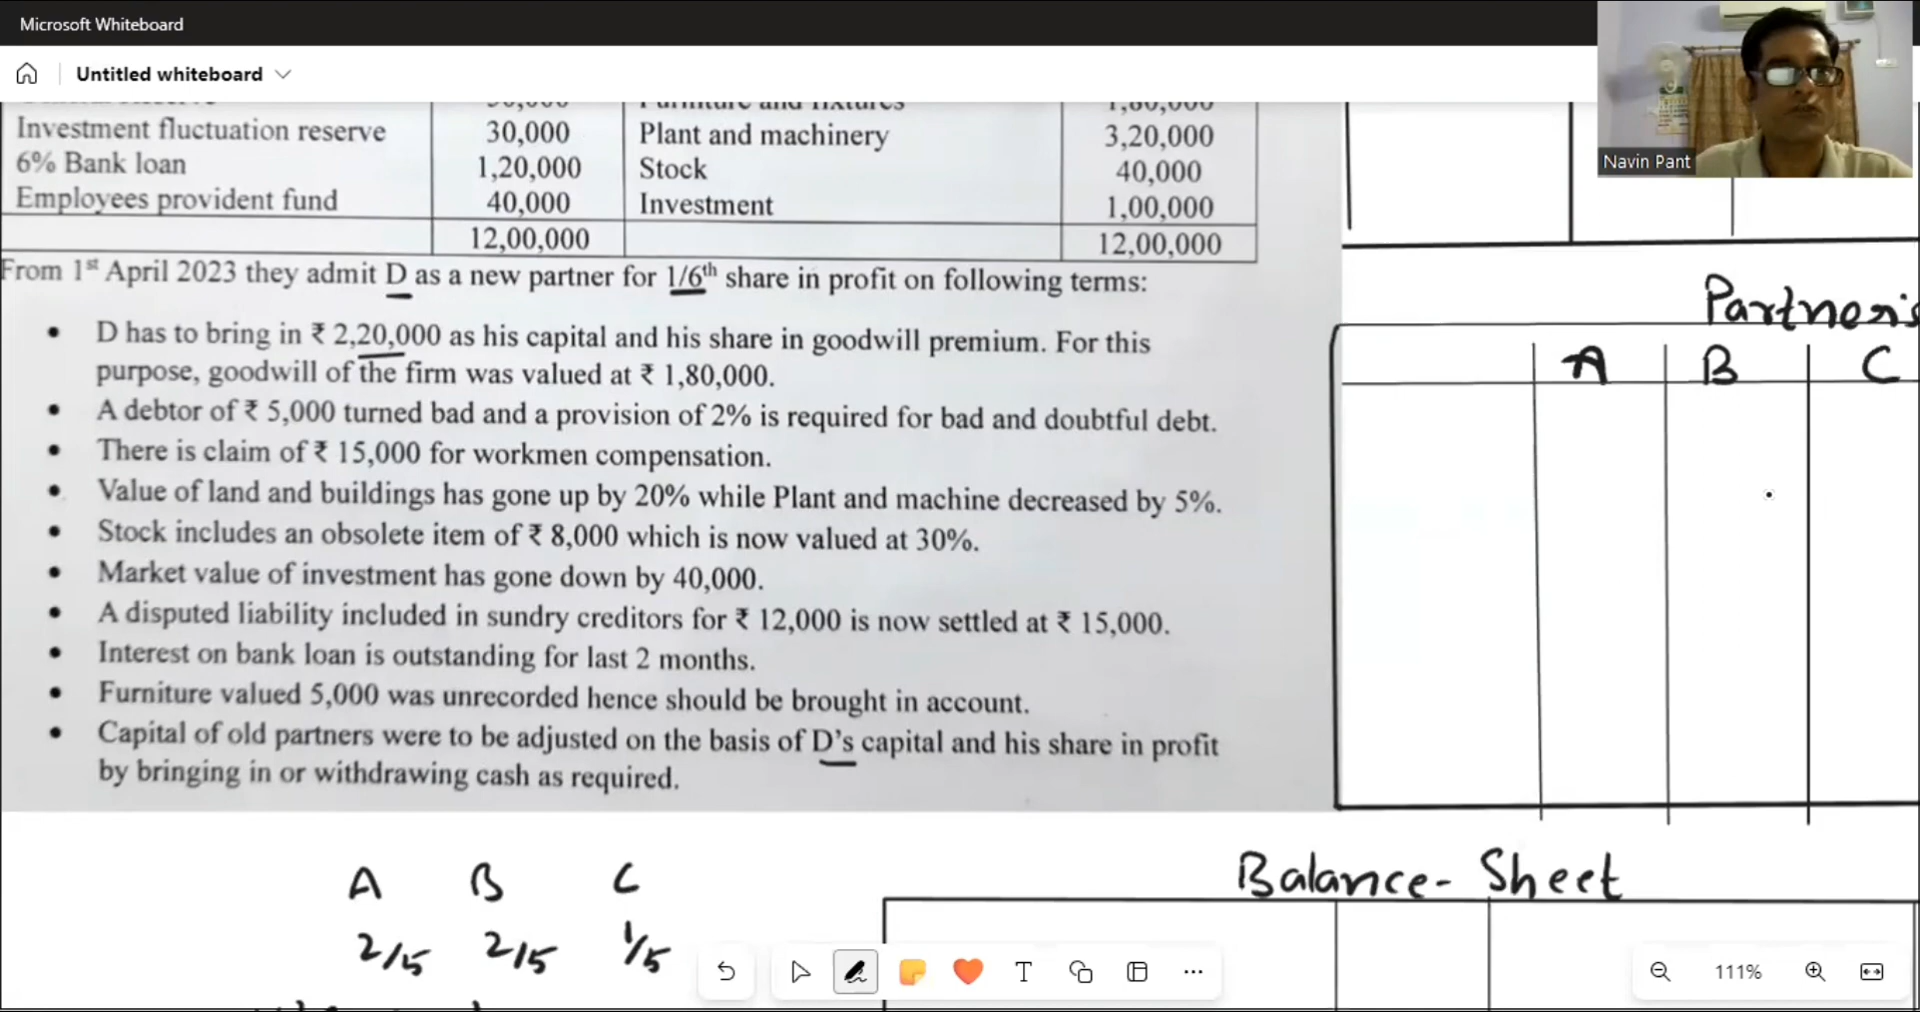 Microsoft Whiteboard
Untitled whiteboard
Navin Pant
Investment fluctuation reserve 30,000 Plant and machinery 3,20,000
6% Bank loan 1,20,000 Stock 40,000
Employees provident fund 40,000 Investment 1,00,000
12,00,000 12,00,000
From 1st April 2023 they admit D as a new partner for 1/6th share in profit on following terms:
• D has to bring in ₹ 2,20,000 as his capital and his share in goodwill premium. For this
purpose, goodwill of the firm was valued at ₹ 1,80,000.
• A debtor of ₹ 5,000 turned bad and a provision of 2% is required for bad and doubtful debt.
• There is claim of ₹ 15,000 for workmen compensation.
• Value of land and buildings has gone up by 20% while Plant and machine decreased by 5%.
• Stock includes an obsolete item of ₹ 8,000 which is now valued at 30%.
• Market value of investment has gone down by 40,000.
• A disputed liability included in sundry creditors for ₹ 12,000 is now settled at ₹ 15,000.
• Interest on bank loan is outstanding for last 2 months.
• Furniture valued 5,000 was unrecorded hence should be brought in account.
• Capital of old partners were to be adjusted on the basis of D's capital and his share in profit
by bringing in or withdrawing cash as required.
Partner's
A B C
Balance- Sheet
A B C
2/5 2/5 1/5
111%